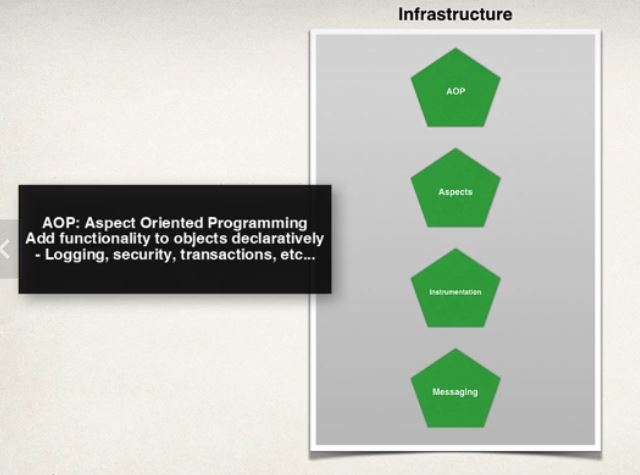 Infrastructure
AOP
Aspects
AOP: Aspect Oriented Programming
Add functionality to objects declaratively
- Logging, security, transactions, etc...
Instrumentation
Messaging